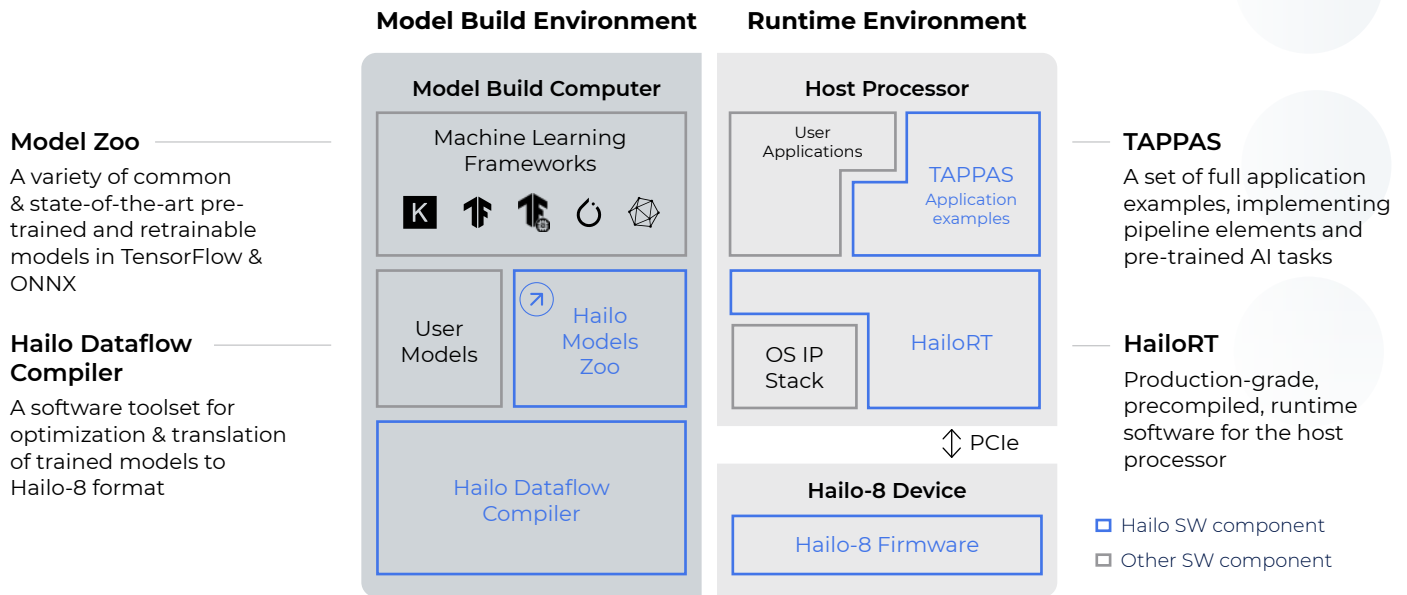 Model Build Environment
Runtime Environment
Model Zoo
A variety of common
& state-of-the-art pre-
trained and retrainable
models in TensorFlow &
ONNX
Hailo Dataflow
Compiler
A software toolset for
optimization & translation
of trained models to
Hailo-8 format
Model Build Computer
Machine Learning
Frameworks
K
User
Models
Hailo
Models
Zoo
Hailo Dataflow
Compiler
Host Processor
User
Applications
TAPPAS
Application
examples
OS IP
Stack
HailoRT
PCIe
Hailo-8 Device
Hailo-8 Firmware
TAPPAS
A set of full application
examples, implementing
pipeline elements and
pre-trained AI tasks
HailoRT
Production-grade,
precompiled, runtime
software for the host
processor
Hailo SW component
Other SW component